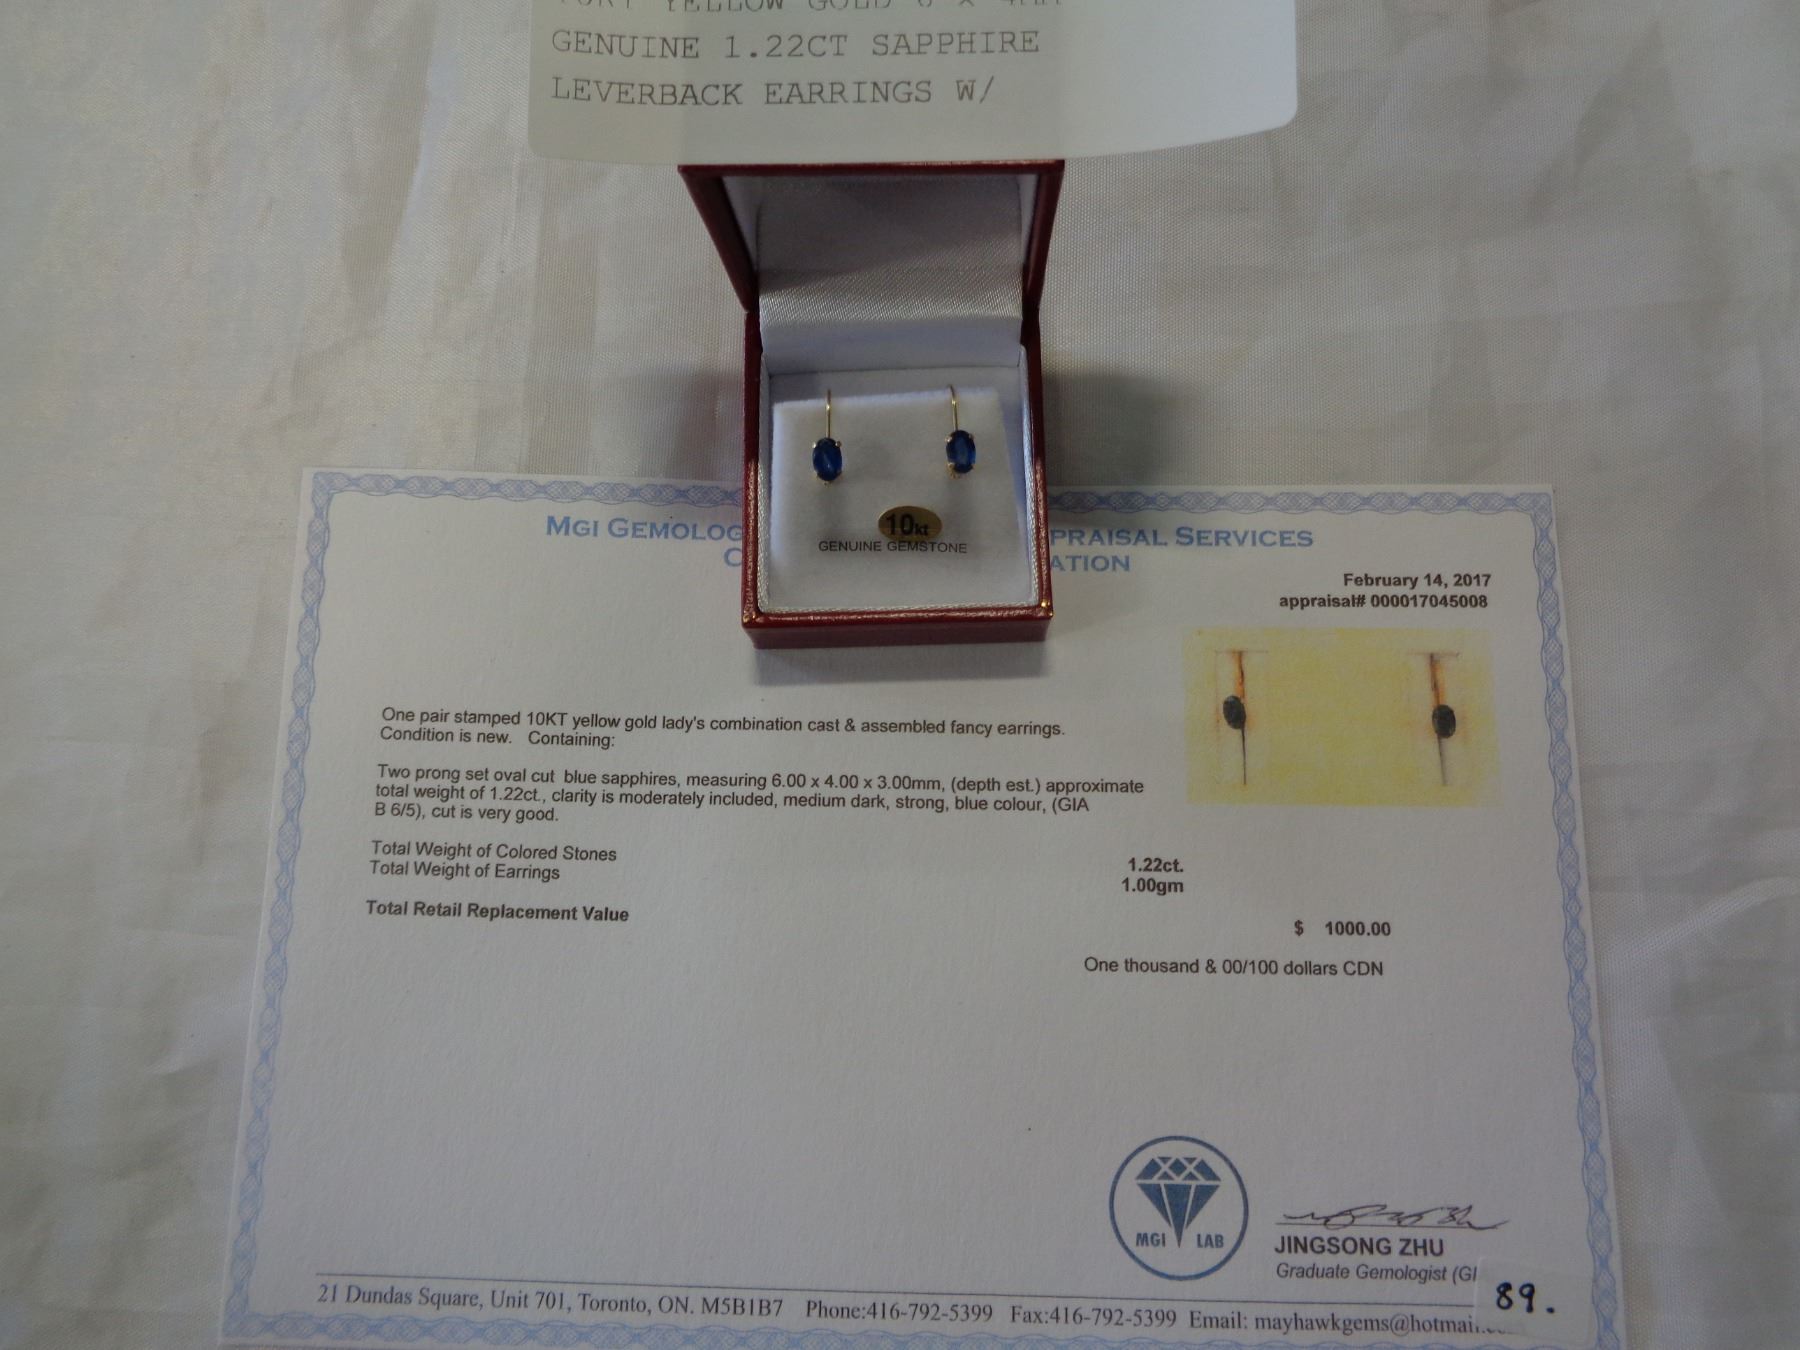 YELLOW GOLD 6 X 4MM
GENUINE 1.22CT SAPPHIRE
LEVERBACK EARRINGS W/
10kt
GENUINE GEMSTONE
PRAISAL SERVICES
ATION
February 14, 2017
appraisal# 000017045008
One pair stamped 10KT yellow gold lady's combination cast & assembled fancy earrings.
Condition is new. Containing:
Two prong set oval cut blue sapphires, measuring 6.00 x 4.00 x 3.00mm, (depth est.) approximate
total weight of 1.22ct., clarity is moderately included, medium dark, strong, blue colour, (GIA
B 6/5), cut is very good.
Total Weight of Colored Stones 1.22ct.
Total Weight of Earrings 1.00gm
Total Retail Replacement Value $ 1000.00
One thousand & 00/100 dollars CDN
MGI LAB
JINGSONG ZHU
Graduate Gemologist (GI
89.
21 Dundas Square, Unit 701, Toronto, ON. M5B1B7 Phone:416-792-5399 Fax:416-792-5399 Email: mayhawkgems@hotmai
MGI GEMOLOG